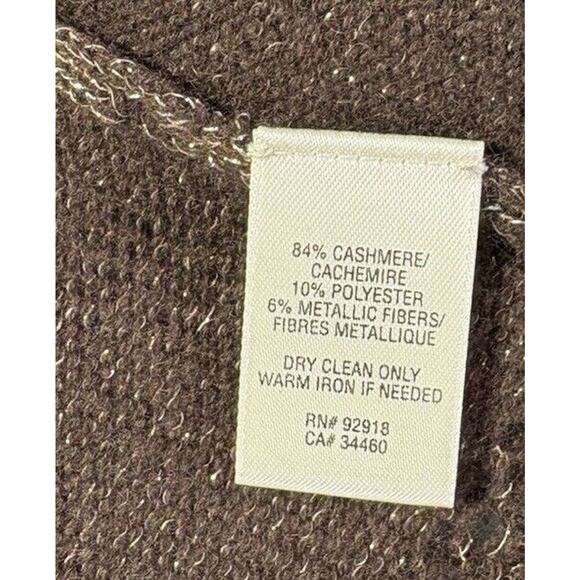 84% CASHMERE/
CACHEMIRE
10% POLYESTER
6% METALLIC FIBERS/
FIBRES METALLIQUE
DRY CLEAN ONLY
WARM IRON IF NEEDED
RN# 92918
CA# 34460